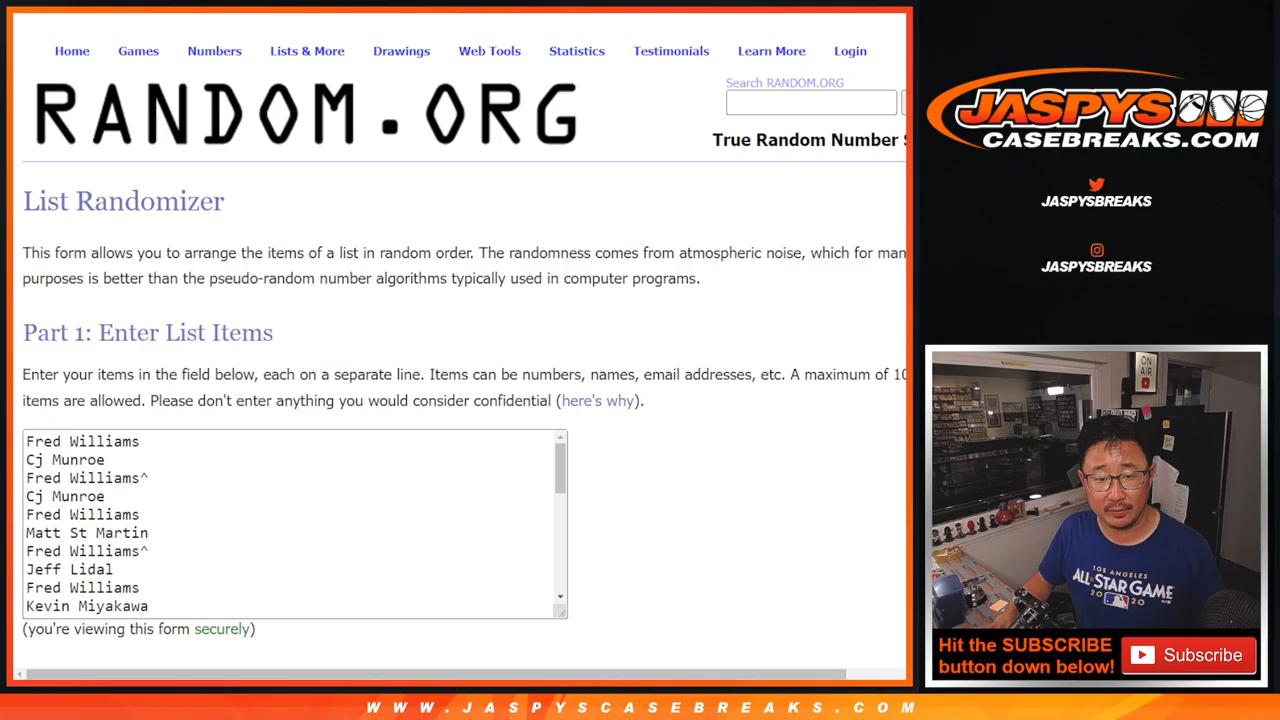 Home Games Numbers Lists & More Drawings Web Tools Statistics Testimonials Learn More Login
RANDOM.ORG
Search RANDOM.ORG
True Random Number S
List Randomizer
This form allows you to arrange the items of a list in random order. The randomness comes from atmospheric noise, which for man
purposes is better than the pseudo-random number algorithms typically used in computer programs.
Part 1: Enter List Items
Enter your items in the field below, each on a separate line. Items can be numbers, names, email addresses, etc. A maximum of 10
items are allowed. Please don't enter anything you would consider confidential (here's why).
Fred Williams
Cj Munroe
Fred Williams^
Cj Munroe
Fred Williams
Matt St Martin
Fred Williams^
Jeff Lidal
Fred Williams
Kevin Miyakawa
(you're viewing this form securely)
JASPYS
CASEBREAKS.COM
JASPYSBREAKS
JASPYSBREAKS
ON
AIR
LOS ANGELES
ALL-STAR GAME
2020
Hit the SUBSCRIBE
button down below!
Subscribe
WWW.JASPYSCASEBREAKS.COM